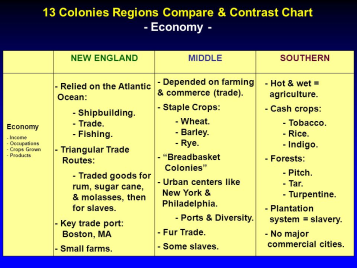 13 Colonies Regions Compare & Contrast Chart
- Economy -
NEW ENGLAND
MIDDLE
SOUTHERN
Economy
- Income
- Occupations
- Crops Grown
- Products
- Relied on the Atlantic
Ocean:
- Shipbuilding.
- Trade.
- Fishing.
- Triangular Trade
Routes:
- Traded goods for
rum, sugar cane,
& molasses, then
for slaves.
- Key trade port:
Boston, MA
- Small farms.
- Depended on farming
& commerce (trade).
- Staple Crops:
- Wheat.
- Barley.
- Rye.
- “Breadbasket
Colonies”
- Urban centers like
New York &
Philadelphia.
- Ports & Diversity.
- Fur Trade.
- Some slaves.
- Hot & wet =
agriculture.
- Cash crops:
- Tobacco.
- Rice.
- Indigo.
- Forests:
- Pitch.
- Tar.
- Turpentine.
- Plantation
system = slavery.
- No major
commercial cities.